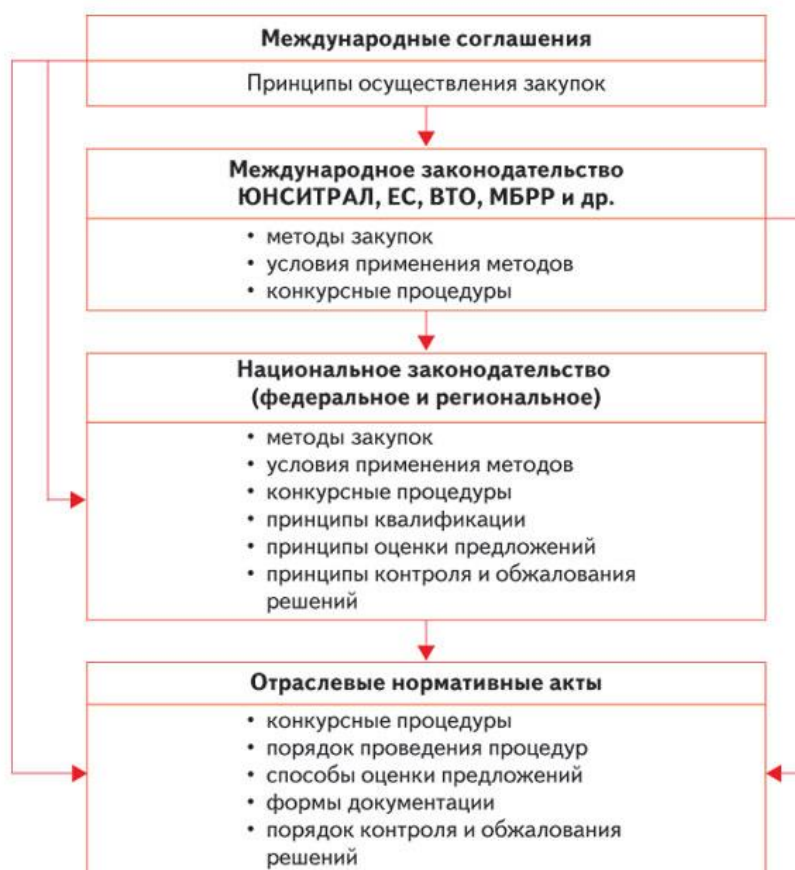 Международные соглашения
Принципы осуществления закупок
Международное законодательство
ЮНСИТРАЛ, ЕС, ВТО, МБРР и др.
• методы закупок
• условия применения методов
• конкурсные процедуры
Национальное законодательство
(федеральное и региональное)
• методы закупок
• условия применения методов
• конкурсные процедуры
• принципы квалификации
• принципы оценки предложений
• принципы контроля и обжалования
решений
Отраслевые нормативные акты
• конкурсные процедуры
• порядок проведения процедур
• способы оценки предложений
• формы документации
• порядок контроля и обжалования
решений